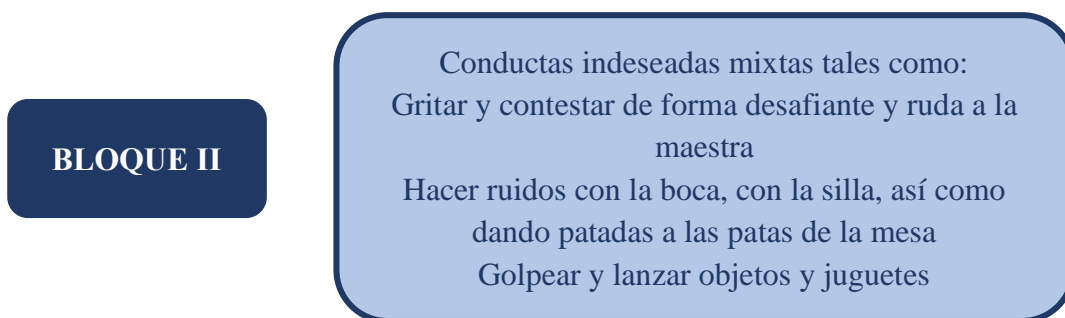 BLOQUE II
Conductas indeseadas mixtas tales como:
Gritar y contestar de forma desafiante y ruda a la
maestra
Hacer ruidos con la boca, con la silla, así como
dando patadas a las patas de la mesa
Golpear y lanzar objetos y juguetes